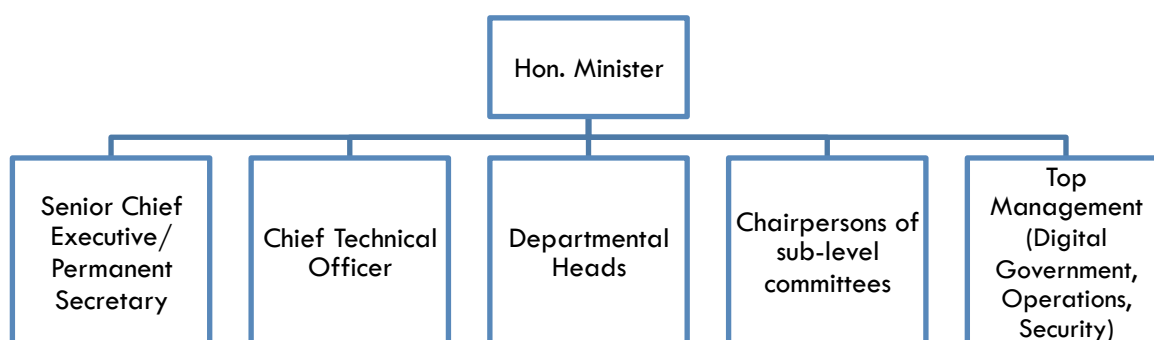 Hon. Minister
Senior Chief
Executive/
Permanent
Secretary
Chief Technical
Officer
Departmental
Heads
Chairpersons of
sub-level
committees
Top
Management
(Digital
Government,
Operations,
Security)